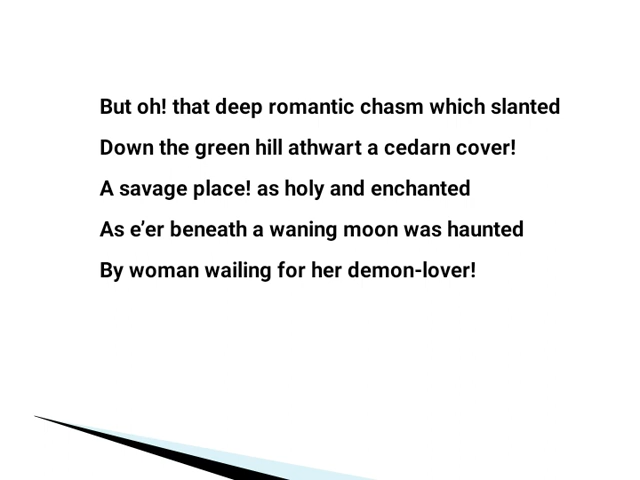 But oh! that deep romantic chasm which slanted
Down the green hill athwart a cedarn cover!
A savage place! as holy and enchanted
As e’er beneath a waning moon was haunted
By woman wailing for her demon-lover!